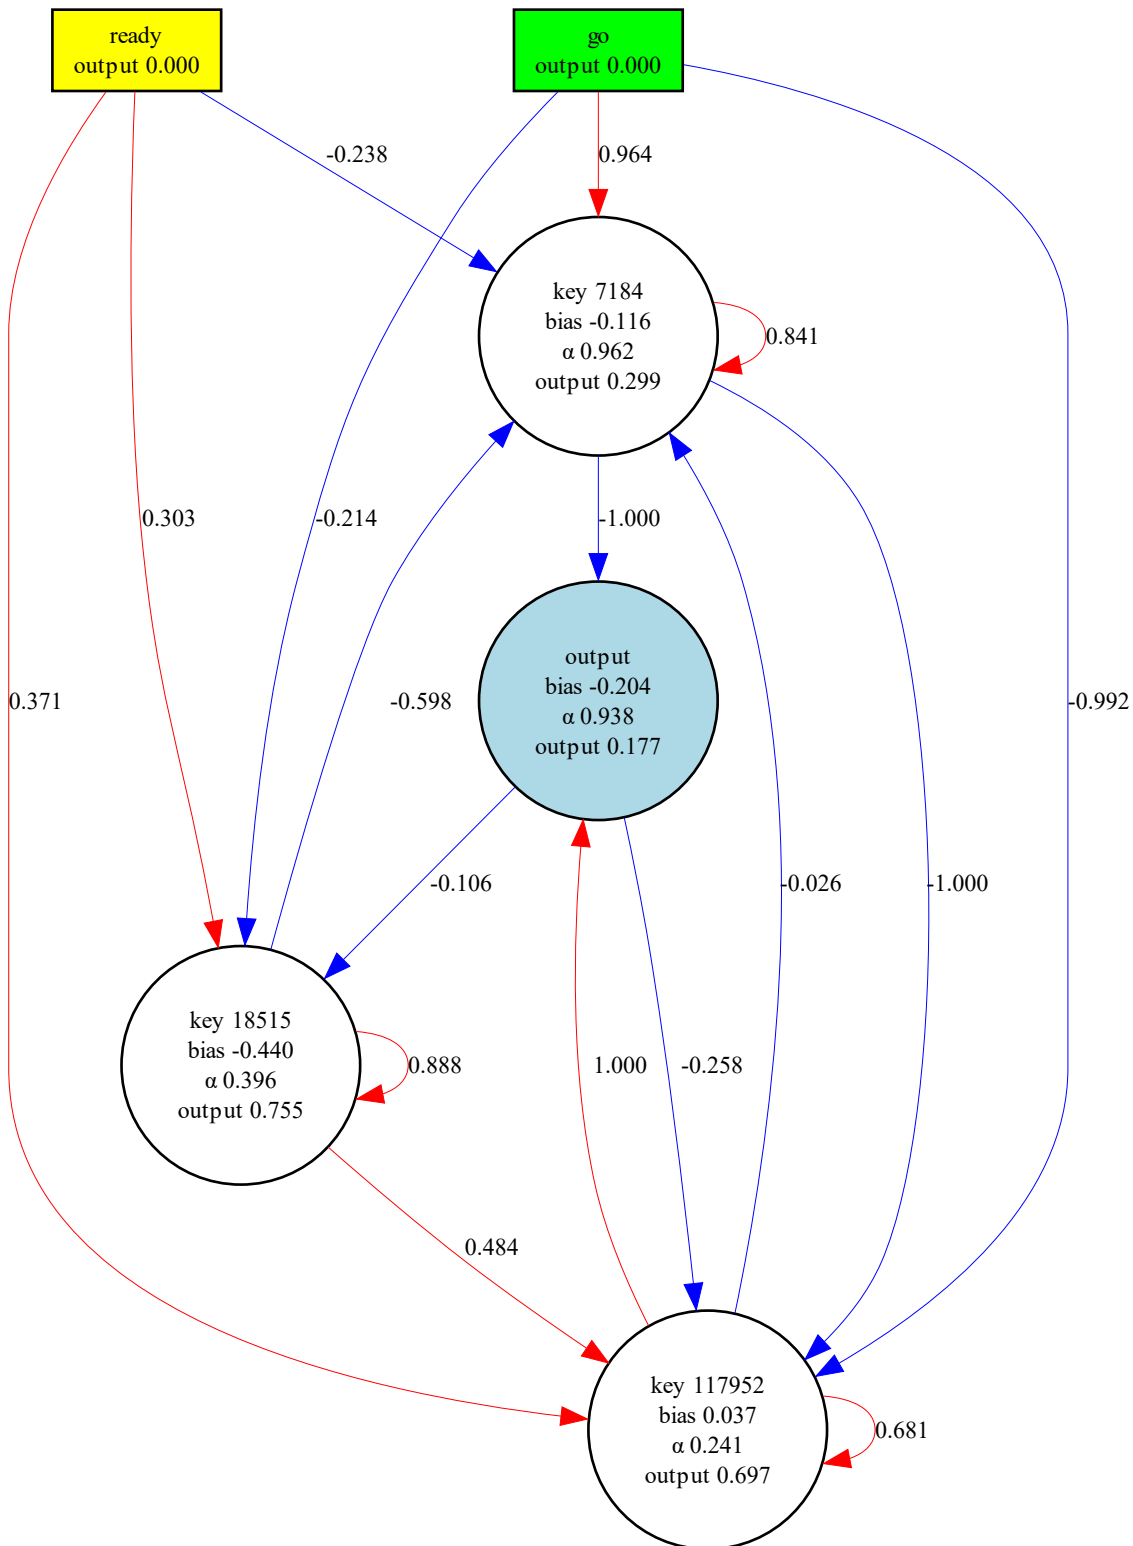 ready
output 0.000
go
output 0.000
-0.238
0.964
key 7184
bias -0.116
α 0.962
output 0.299
0.841
0.303
-0.214
-1.000
output
bias -0.204
α 0.938
output 0.177
0.371
-0.598
-0.992
-0.106
-0.026
-1.000
key 18515
bias -0.440
α 0.396
output 0.755
0.888
1.000
-0.258
0.484
key 117952
bias 0.037
α 0.241
output 0.697
0.681